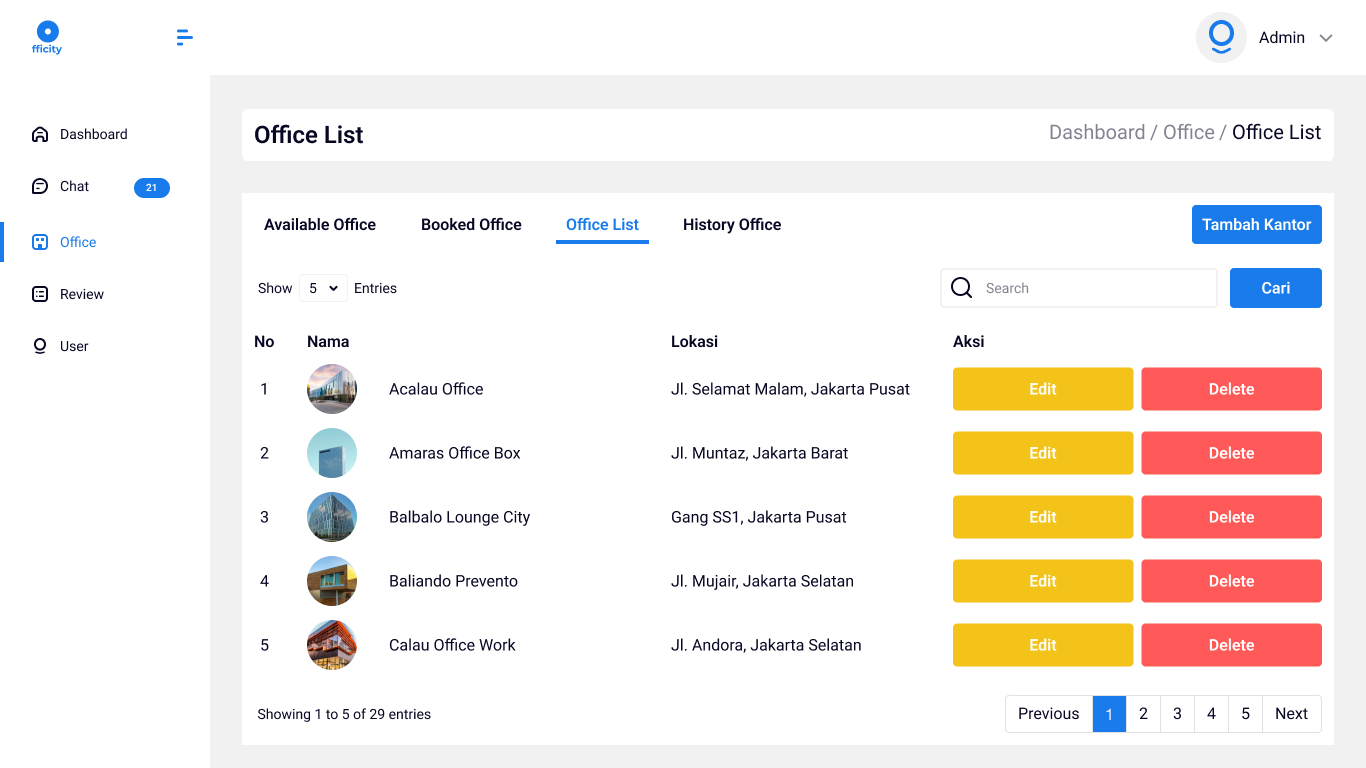 fficity
Admin
Dashboard
Chat 21
Office
Review
User
Office List
Dashboard / Office / Office List
Available Office Booked Office Office List History Office Tambah Kantor
Show 5 Entries Search Cari
No Nama Lokasi Aksi
1 Acalau Office Jl. Selamat Malam, Jakarta Pusat Edit Delete
2 Amaras Office Box Jl. Muntaz, Jakarta Barat Edit Delete
3 Balbalo Lounge City Gang SS1, Jakarta Pusat Edit Delete
4 Baliando Prevento Jl. Mujair, Jakarta Selatan Edit Delete
5 Calau Office Work Jl. Andora, Jakarta Selatan Edit Delete
Showing 1 to 5 of 29 entries Previous 1 2 3 4 5 Next